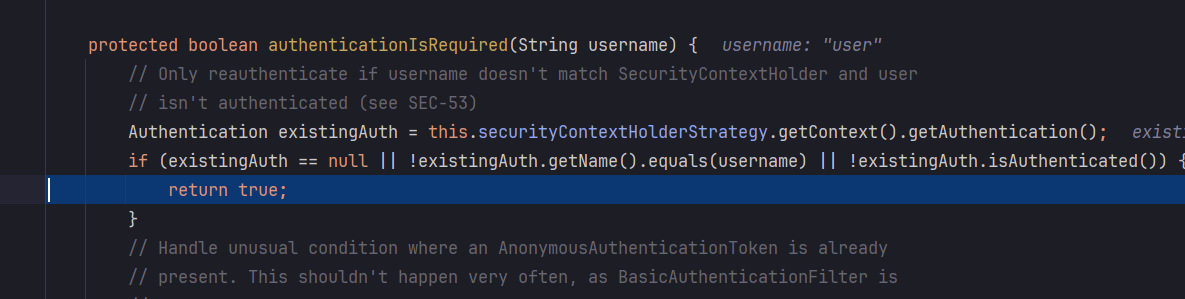 protected boolean authenticationIsRequired(String username) {  username: "user"
// Only reauthenticate if username doesn't match SecurityContextHolder and user
// isn't authenticated (see SEC-53)
Authentication existingAuth = this.securityContextHolderStrategy.getContext().getAuthentication();
if (existingAuth == null || !existingAuth.getName().equals(username) || !existingAuth.isAuthenticated()) {
return true;
}
// Handle unusual condition where an AnonymousAuthenticationToken is already
// present. This shouldn't happen very often, as BasicAuthenticationFilter is